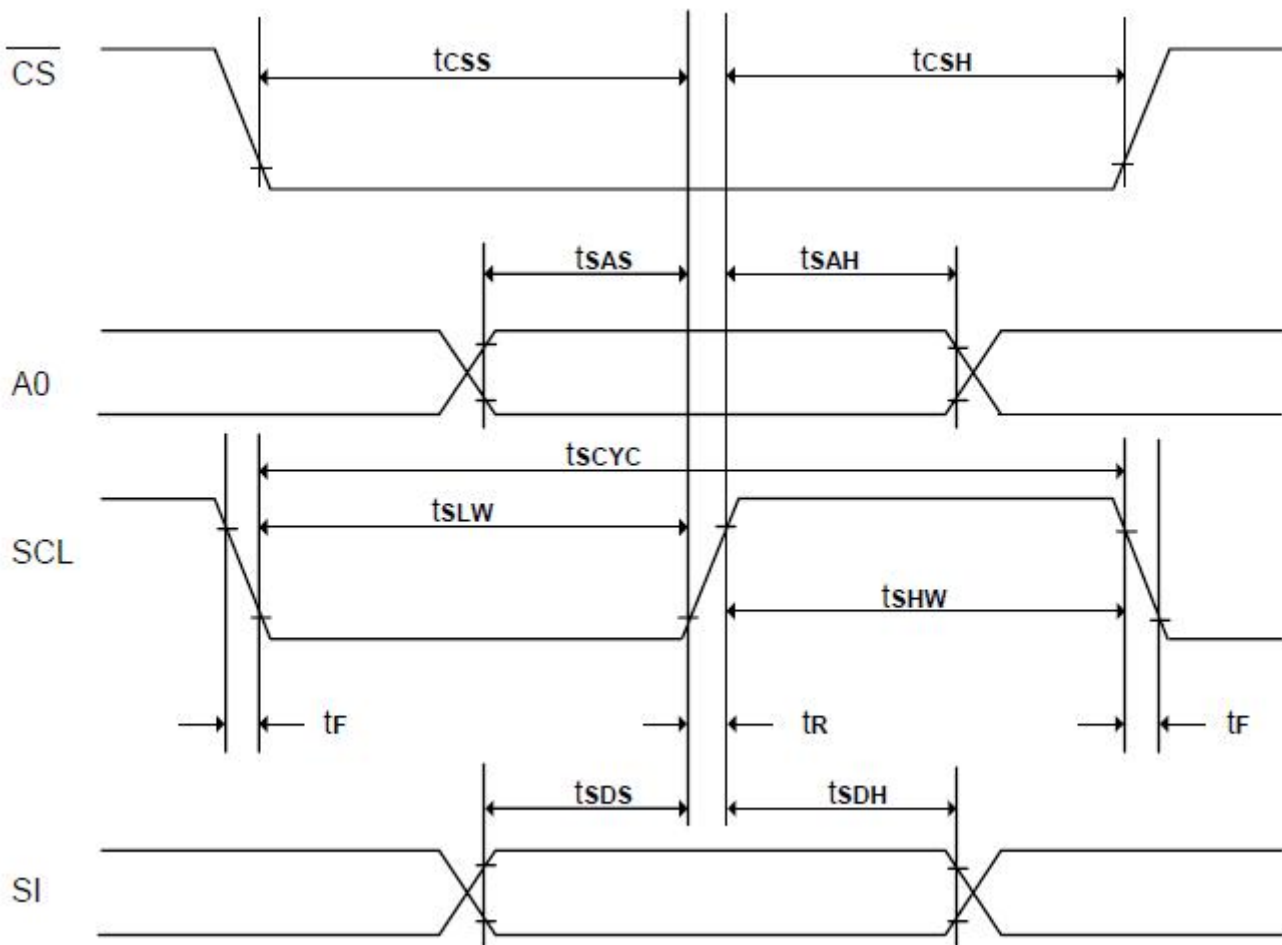 CS
tCSS
tCSH
tSAS
tSAH
A0
tSCYC
tSLW
SCL
tSHW
tF
tR
tF
tSDS
tSDH
SI